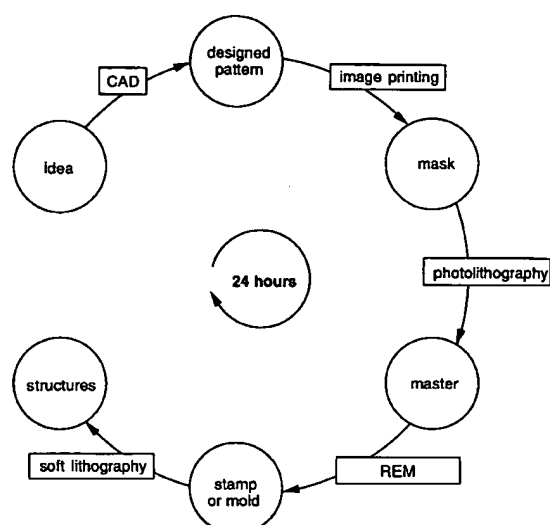 designed
pattern
CAD
image printing
idea
mask
24 hours
photolithography
structures
master
soft lithography
REM
stamp
or mold